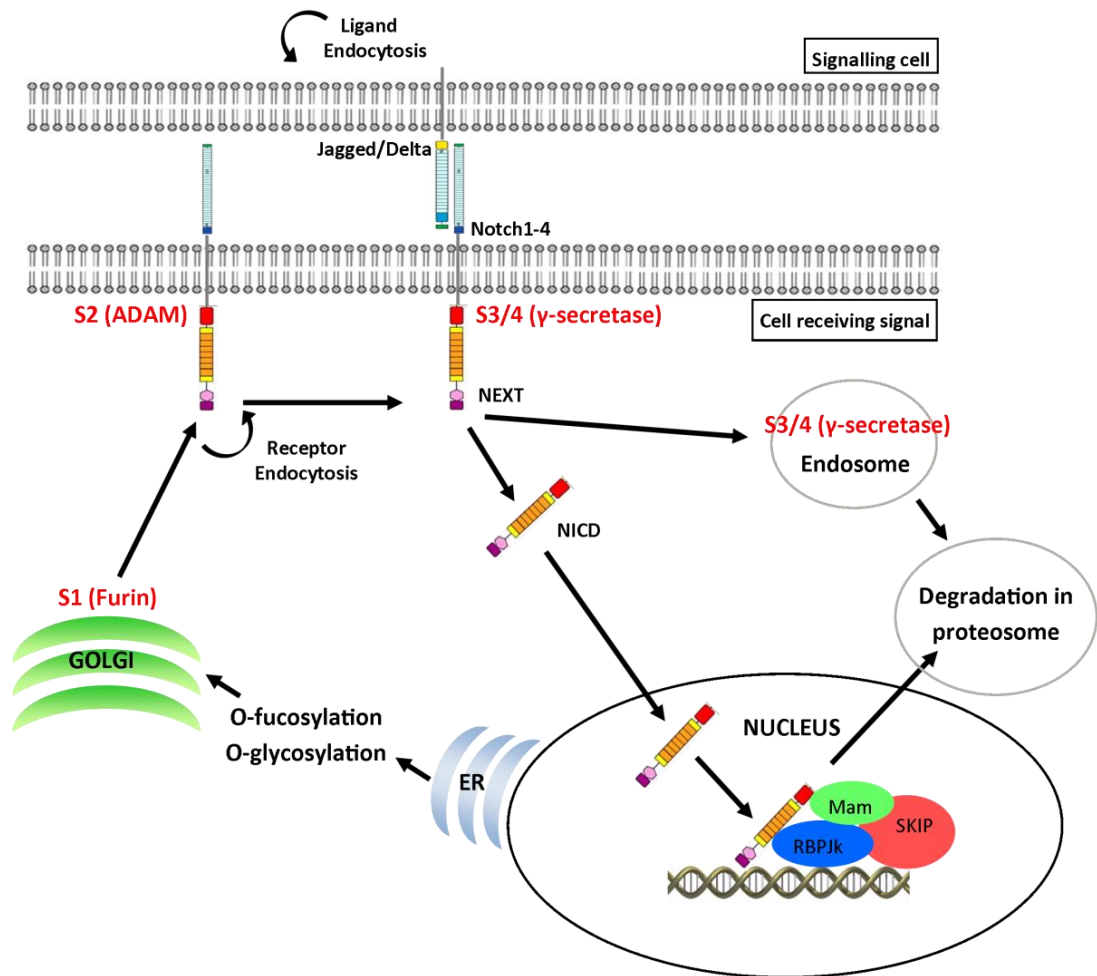 Ligand
Endocytosis
Signalling cell
Jagged/Delta
Notch1-4
S2 (ADAM)
S3/4 (γ-secretase)
Cell receiving signal
NEXT
S3/4 (γ-secretase)
Endosome
Receptor
Endocytosis
NICD
S1 (Furin)
GOLGI
Degradation in
proteosome
O-fucosylation
O-glycosylation
ER
NUCLEUS
Mam
SKIP
RBPJk